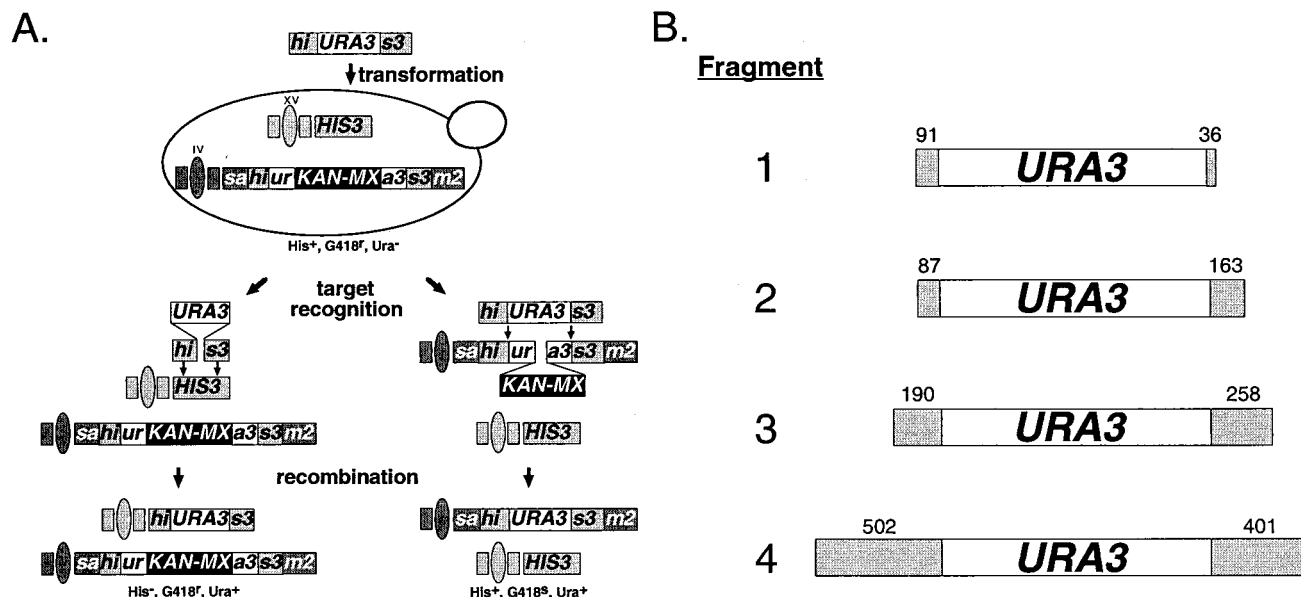 A.
hi URA3 s3
transformation
XV
HIS3
IV
sa hi ur KAN-MX a3 s3 m2
His+, G418r, Ura-
target
recognition
URA3
hi s3
HIS3
sa hi ur KAN-MX a3 s3 m2
hi URA3 s3
sa hi ur a3 s3 m2
KAN-MX
HIS3
recombination
hi URA3 s3
sa hi ur KAN-MX a3 s3 m2
His-, G418r, Ura+
sa hi URA3 s3 m2
HIS3
His+, G418s, Ura+
B.
Fragment
1
91
36
URA3
2
87
163
URA3
3
190
258
URA3
4
502
401
URA3